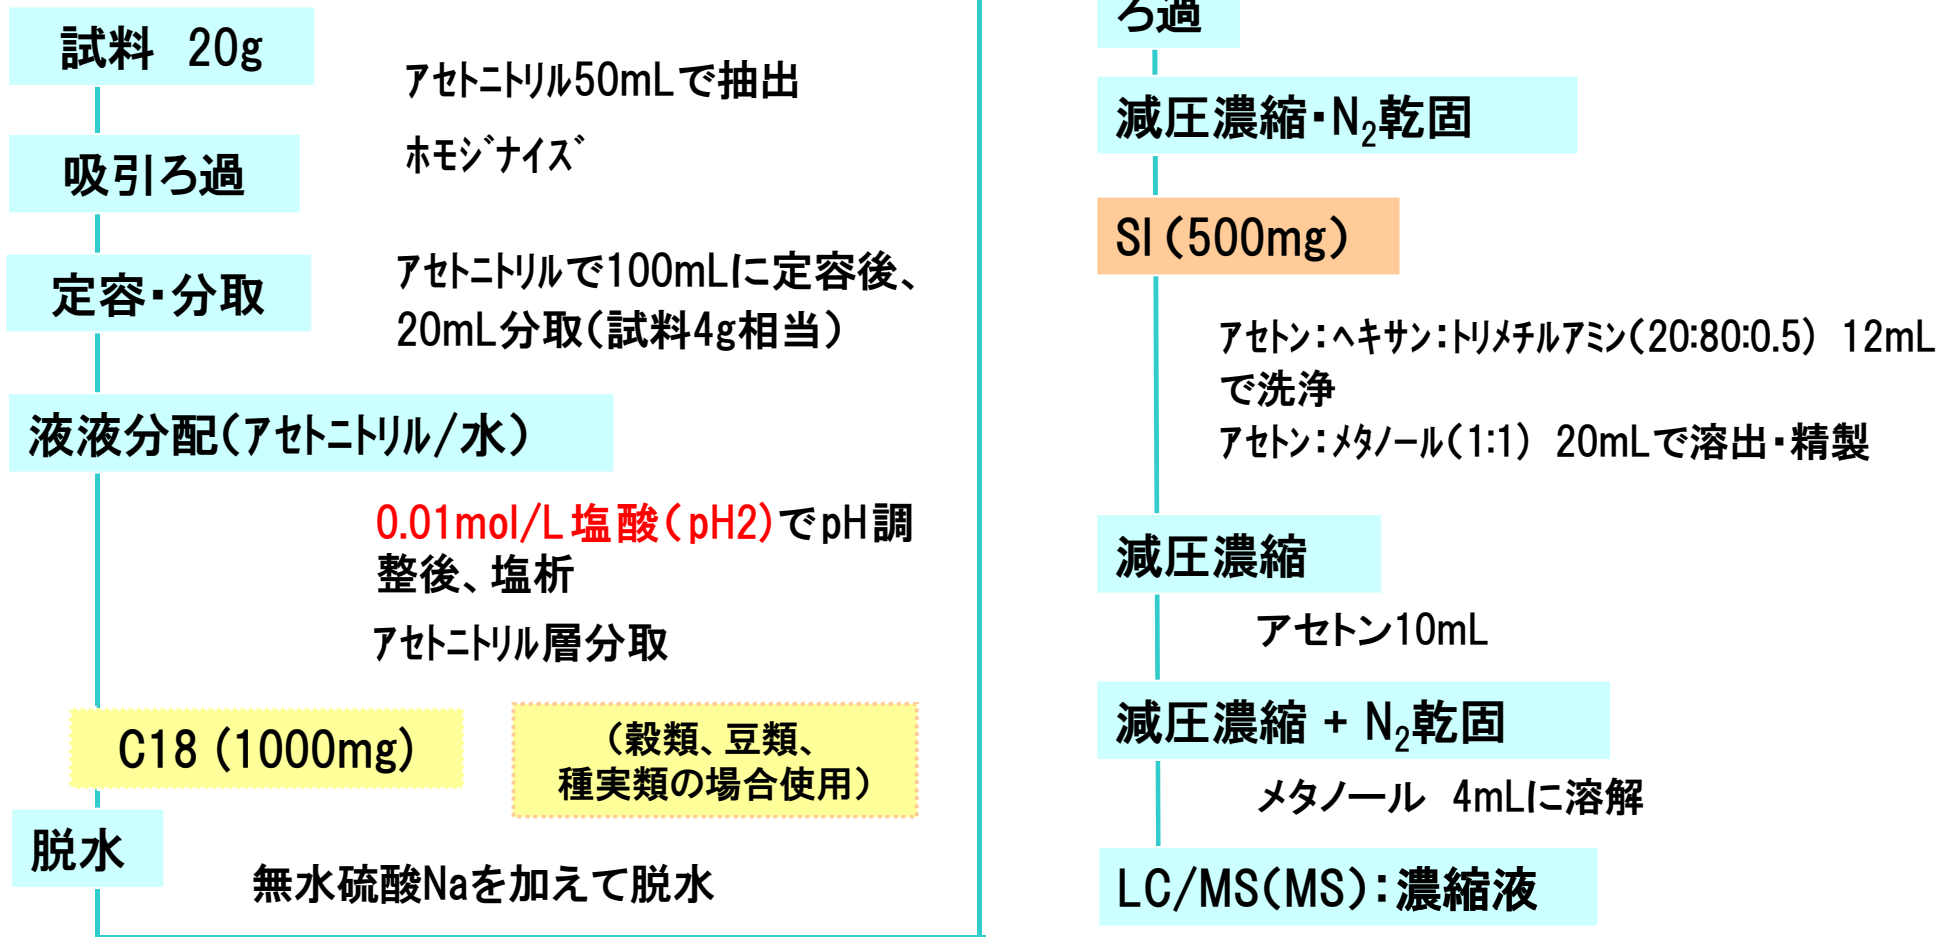 試料　20g
ｱｾﾄﾆﾄﾘﾙ50mLで抽出
ﾎﾓｼﾞﾅｲｽﾞ
吸引ろ過
定容・分取
ｱｾﾄﾆﾄﾘﾙで100mLに定容後、
20mL分取（試料4g相当）
液液分配(ｱｾﾄﾆﾄﾘﾙ/水）
0.01mol/L塩酸（pH2)でpH調
整後、塩析
ｱｾﾄﾆﾄﾘﾙ層分取
C18 (1000mg)
（穀類、豆類、
種実類の場合使用）
脱水
無水硫酸Naを加えて脱水
ろ過
減圧濃縮・N₂乾固
SI（500mg）
ｱｾﾄﾝ：ﾍｷｻﾝ：ﾄﾘﾒﾁﾙｱﾐﾝ(20:80:0.5)　12mL
で洗浄
ｱｾﾄﾝ：ﾒﾀﾉｰﾙ(1:1)　20mLで溶出・精製
減圧濃縮
アセトン10mL
減圧濃縮 + N₂乾固
メタノール　4mLに溶解
LC/MS(MS)：濃縮液